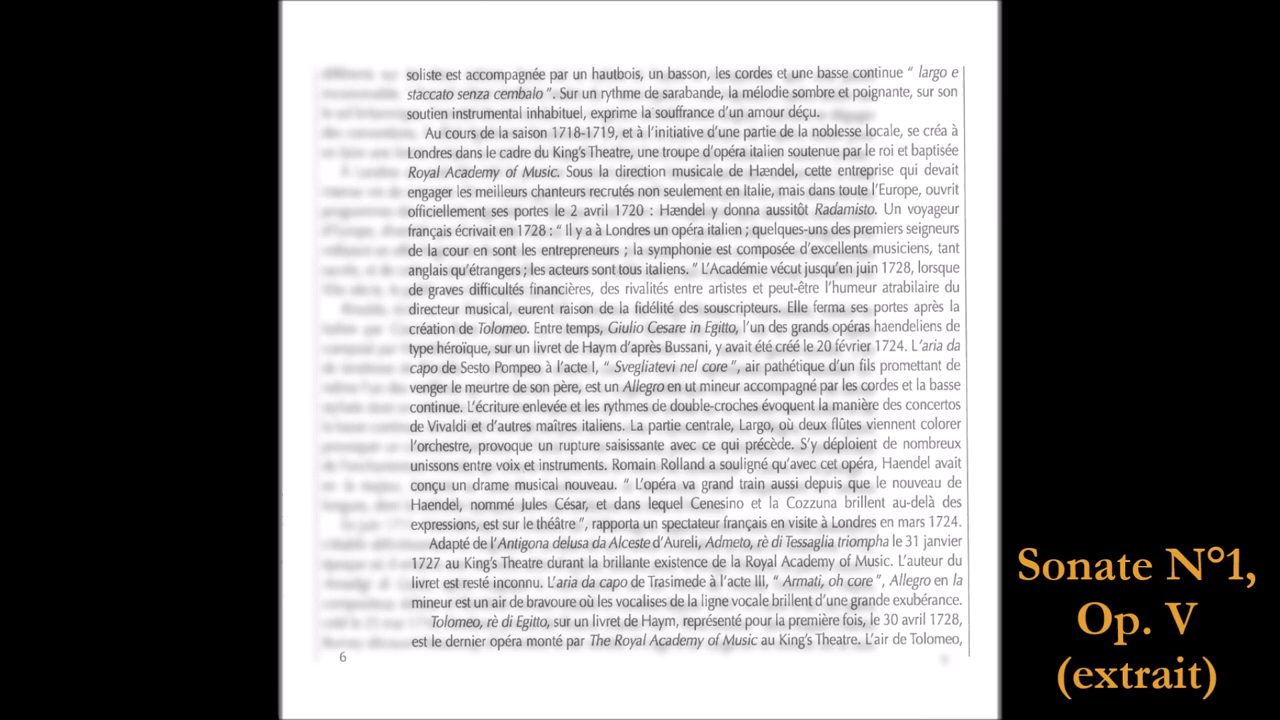 soliste est accompagnée par un hautbois, un basson, les cordes et une basse continue “ largo e
staccato senza cembalo ”. Sur un rythme de sarabande, la mélodie sombre et poignante, sur son
soutien instrumental inhabituel, exprime la souffrance d’un amour déçu.
Au cours de la saison 1718-1719, et à l’initiative d’une partie de la noblesse locale, se créa à
Londres dans le cadre du King’s Theatre, une troupe d’opéra italien soutenue par le roi et baptisée
Royal Academy of Music. Sous la direction musicale de Hændel, cette entreprise qui devait
engager les meilleurs chanteurs recrutés non seulement en Italie, mais dans toute l’Europe, ouvrit
officiellement ses portes le 2 avril 1720 : Hændel y donna aussitôt Radamisto. Un voyageur
français écrivait en 1728 : “ Il y a à Londres un opéra italien ; quelques-uns des premiers seigneurs
de la cour en sont les entrepreneurs ; la symphonie est composée d’excellents musiciens, tant
anglais qu’étrangers ; les acteurs sont tous italiens. ” L’Académie vécut jusqu’en juin 1728, lorsque
de graves difficultés financières, des rivalités entre artistes et peut-être l’humeur atrabilaire du
directeur musical, eurent raison de la fidélité des souscripteurs. Elle ferma ses portes après la
création de Tolomeo. Entre temps, Giulio Cesare in Egitto, l’un des grands opéras haendeliens de
type héroïque, sur un livret de Haym d’après Bussani, y avait été créé le 20 février 1724. L’aria da
capo de Sesto Pompeo à l’acte I, “ Svegliatevi nel core ”, air pathétique d’un fils promettant de
venger le meurtre de son père, est un Allegro en ut mineur accompagné par les cordes et la basse
continue. L’écriture enlevée et les rythmes de double-croches évoquent la manière des concertos
de Vivaldi et d’autres maîtres italiens. La partie centrale, Largo, où deux flûtes viennent colorer
l’orchestre, provoque un rupture saisissante avec ce qui précède. S’y déploient de nombreux
unissons entre voix et instruments. Romain Rolland a souligné qu’avec cet opéra, Haendel avait
conçu un drame musical nouveau. “ L’opéra va grand train aussi depuis que le nouveau de
Haendel, nommé Jules César, et dans lequel Cenesino et la Cozzuna brillent au-delà des
expressions, est sur le théâtre ”, rapporta un spectateur français en visite à Londres en mars 1724.
Adapté de l’Antigona delusa da Alceste d’Aureli, Admeto, rè di Tessaglia triompha le 31 janvier
1727 au King’s Theatre durant la brillante existence de la Royal Academy of Music. L’auteur du
livret est resté inconnu. L’aria da capo de Trasimede à l’acte III, “ Armati, oh core ”, Allegro en la
mineur est un air de bravoure où les vocalises de la ligne vocale brillent d’une grande exubérance.
Tolomeo, rè di Egitto, sur un livret de Haym, représenté pour la première fois, le 30 avril 1728,
est le dernier opéra monté par The Royal Academy of Music au King’s Theatre. L’air de Tolomeo,
6
Sonate N°1,
Op. V
(extrait)